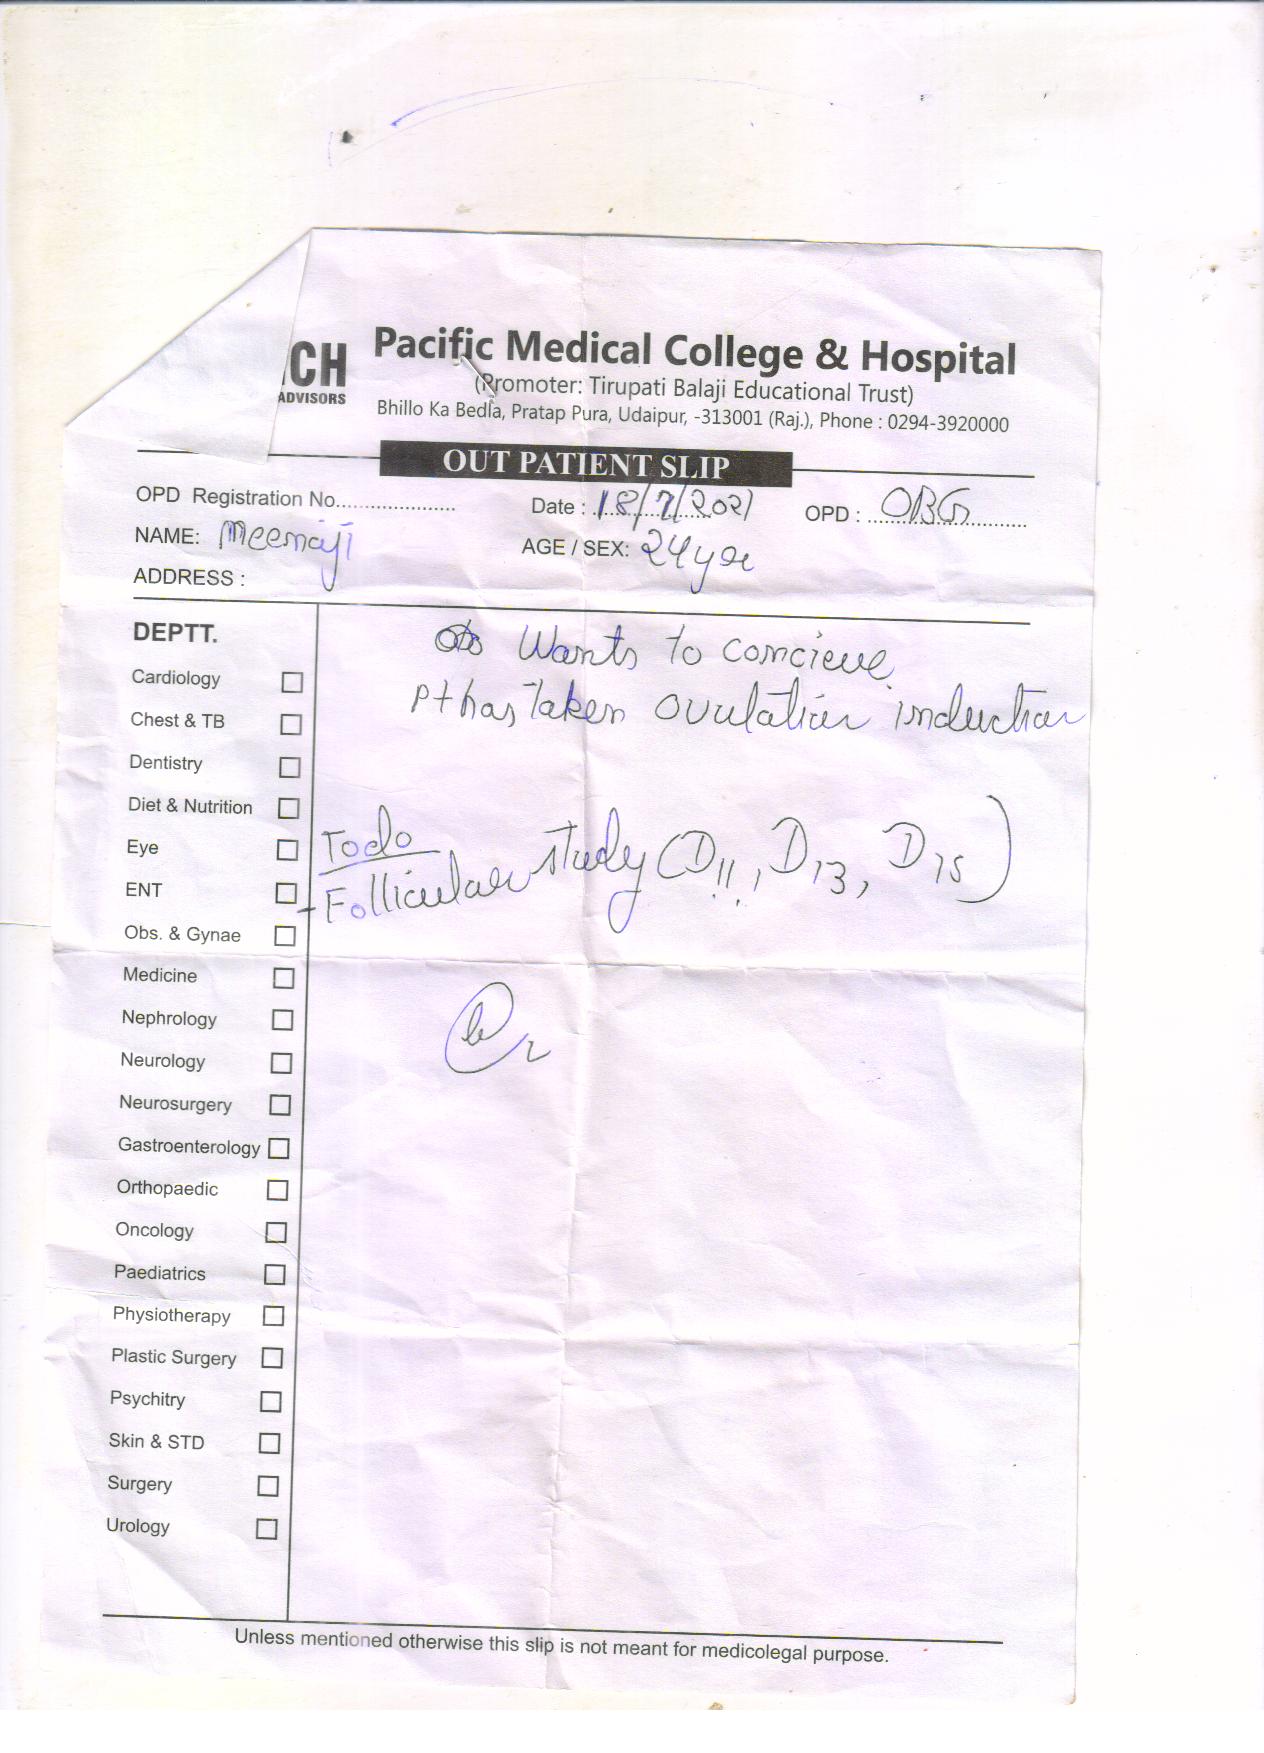 CH
ADVISORS
Pacific Medical College & Hospital
(Promoter: Tirupati Balaji Educational Trust)
Bhillo Ka Bedla, Pratap Pura, Udaipur, -313001 (Raj.), Phone : 0294-3920000
OUT PATIENT SLIP
OPD Registration No..................... Date : 18/7/2021 OPD : OBG
NAME: Meenaji AGE / SEX: 24 yr
ADDRESS :
DEPTT.
Cardiology
Chest & TB
Dentistry
Diet & Nutrition
Eye
ENT
Obs. & Gynae
Medicine
Nephrology
Neurology
Neurosurgery
Gastroenterology
Orthopaedic
Oncology
Paediatrics
Physiotherapy
Plastic Surgery
Psychitry
Skin & STD
Surgery
Urology
Wants to concieve
Pt has taken ovulation induction
To do
- Follicular study (D11, D13, D15)
Unless mentioned otherwise this slip is not meant for medicolegal purpose.